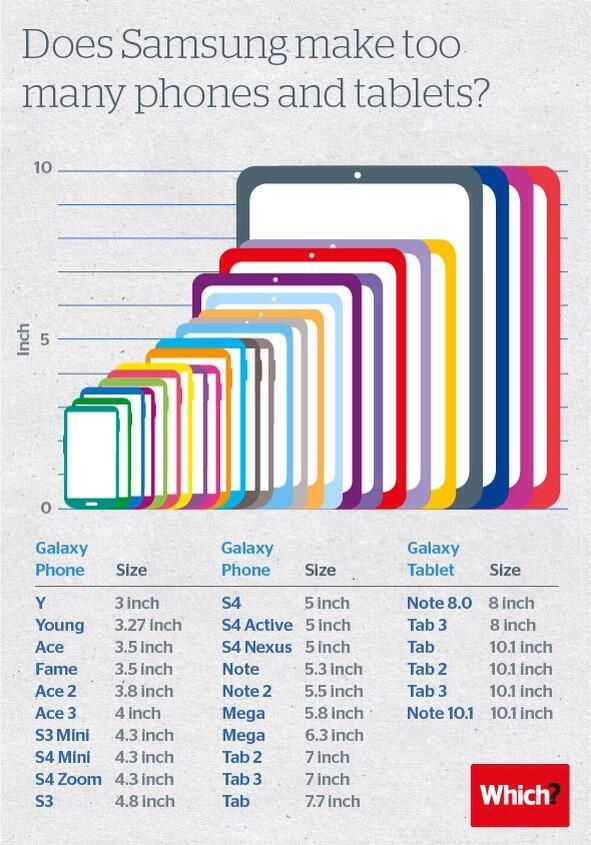 Does Samsung make too
many phones and tablets?
10
Inch
5
0
Galaxy Phone Size
Y 3 inch
Young 3.27 inch
Ace 3.5 inch
Fame 3.5 inch
Ace 2 3.8 inch
Ace 3 4 inch
S3 Mini 4.3 inch
S4 Mini 4.3 inch
S4 Zoom 4.3 inch
S3 4.8 inch
Galaxy Phone Size
S4 5 inch
S4 Active 5 inch
S4 Nexus 5 inch
Note 5.3 inch
Note 2 5.5 inch
Mega 5.8 inch
Mega 6.3 inch
Tab 2 7 inch
Tab 3 7 inch
Tab 7.7 inch
Galaxy Tablet Size
Note 8.0 8 inch
Tab 3 8 inch
Tab 10.1 inch
Tab 2 10.1 inch
Tab 3 10.1 inch
Note 10.1 10.1 inch
Which?